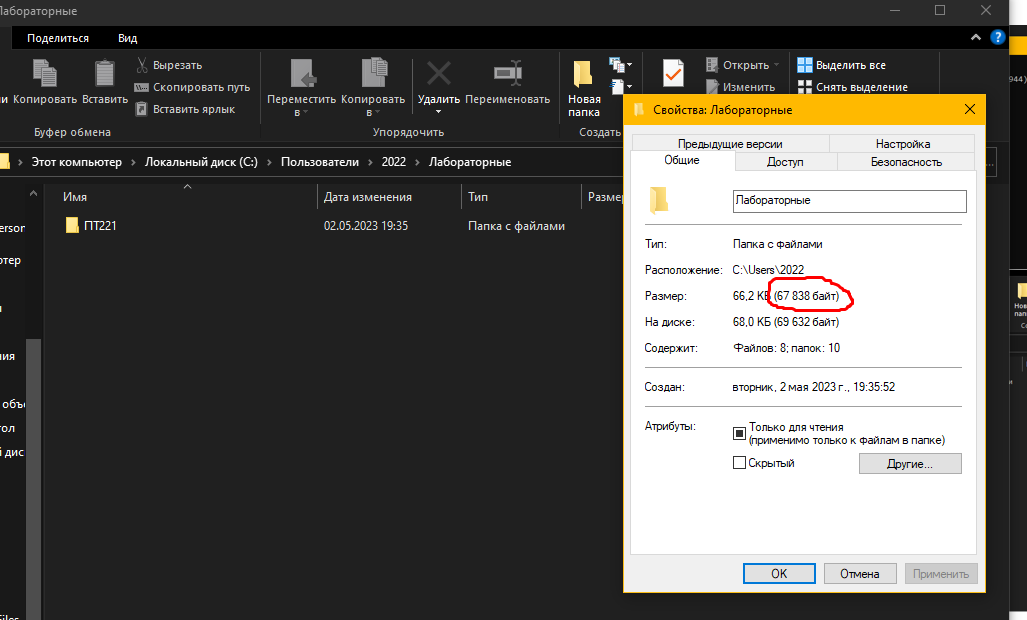 Лабораторные
Поделиться Вид
Вырезать
Скопировать путь
Вставить ярлык
Копировать Вставить
Переместить в Копировать в
Удалить Переименовать
Новая папка
Открыть
Изменить
Выделить все
Снять выделение
944)
Буфер обмена Упорядочить Создать
Этот компьютер Локальный диск (C:) Пользователи 2022 Лабораторные
Имя Дата изменения Тип
ПТ221 02.05.2023 19:35 Папка с файлами
Свойства: Лабораторные
Предыдущие версии Настройка
Общие Доступ Безопасность
Лабораторные
Тип: Папка с файлами
Расположение: C:\Users\2022
Размер: 66,2 КБ (67 838 байт)
На диске: 68,0 КБ (69 632 байт)
Содержит: Файлов: 8; папок: 10
Создан: вторник, 2 мая 2023 г., 19:35:52
Атрибуты: Только для чтения
(применимо только к файлам в папке)
Скрытый Другие...
OK Отмена Применить